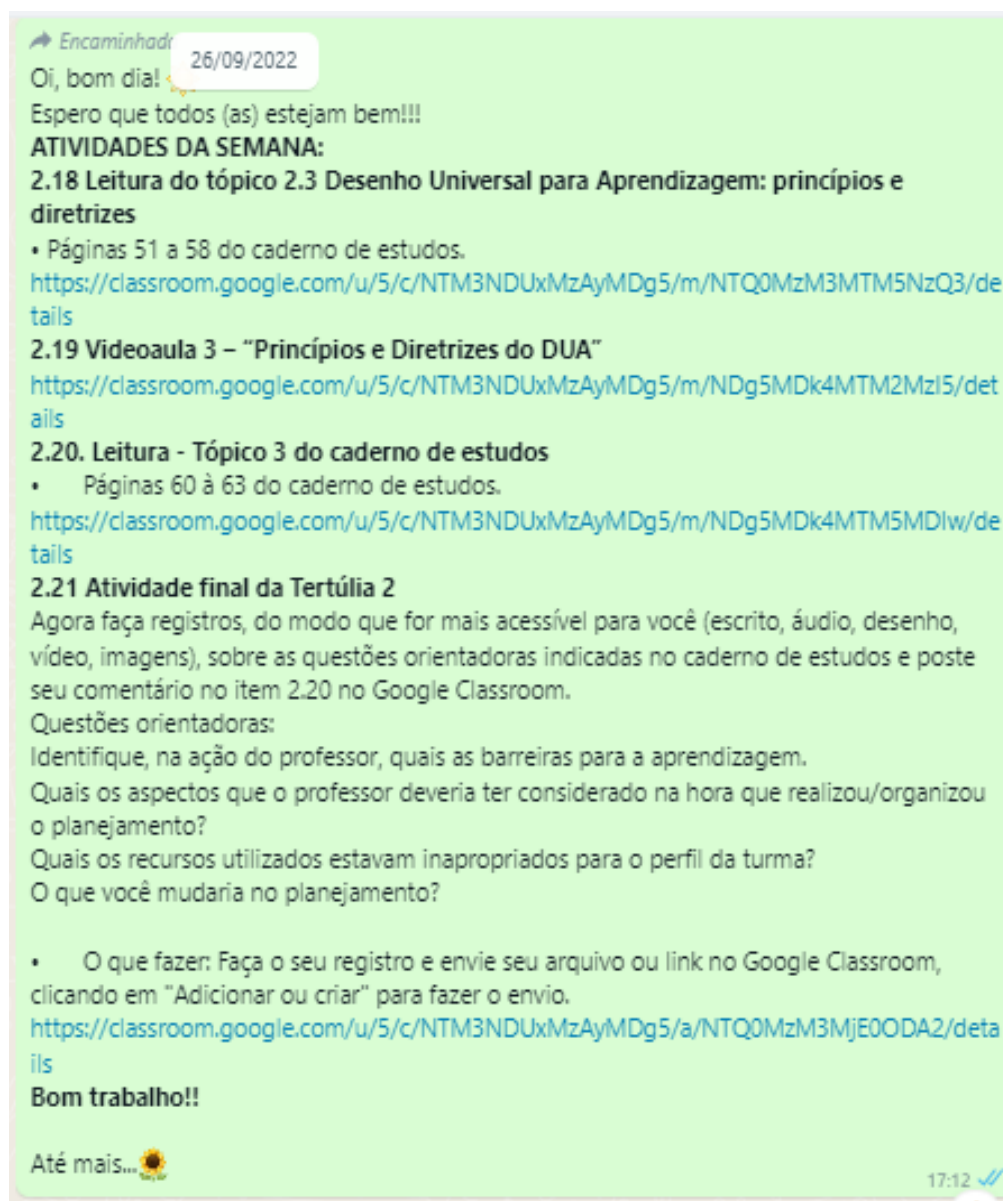 Encaminhad
26/09/2022
Oi, bom dia!
Espero que todos (as) estejam bem!!!
ATIVIDADES DA SEMANA:
2.18 Leitura do tópico 2.3 Desenho Universal para Aprendizagem: princípios e
diretrizes
• Páginas 51 a 58 do caderno de estudos.
https://classroom.google.com/u/5/c/NTM3NDUxMzAyMDg5/m/NTQ0MzM3MTM5NzQ3/de
tails
2.19 Videoaula 3 – "Princípios e Diretrizes do DUA"
https://classroom.google.com/u/5/c/NTM3NDUxMzAyMDg5/m/NDg5MDk4MTM2MzI5/det
ails
2.20. Leitura - Tópico 3 do caderno de estudos
• Páginas 60 à 63 do caderno de estudos.
https://classroom.google.com/u/5/c/NTM3NDUxMzAyMDg5/m/NDg5MDk4MTM5MDIw/de
tails
2.21 Atividade final da Tertúlia 2
Agora faça registros, do modo que for mais acessível para você (escrito, áudio, desenho,
vídeo, imagens), sobre as questões orientadoras indicadas no caderno de estudos e poste
seu comentário no item 2.20 no Google Classroom.
Questões orientadoras:
Identifique, na ação do professor, quais as barreiras para a aprendizagem.
Quais os aspectos que o professor deveria ter considerado na hora que realizou/organizou
o planejamento?
Quais os recursos utilizados estavam inapropriados para o perfil da turma?
O que você mudaria no planejamento?
• O que fazer: Faça o seu registro e envie seu arquivo ou link no Google Classroom,
clicando em "Adicionar ou criar" para fazer o envio.
https://classroom.google.com/u/5/c/NTM3NDUxMzAyMDg5/a/NTQ0MzM3MjE0ODA2/deta
ils
Bom trabalho!!
Até mais...🌻
17:12